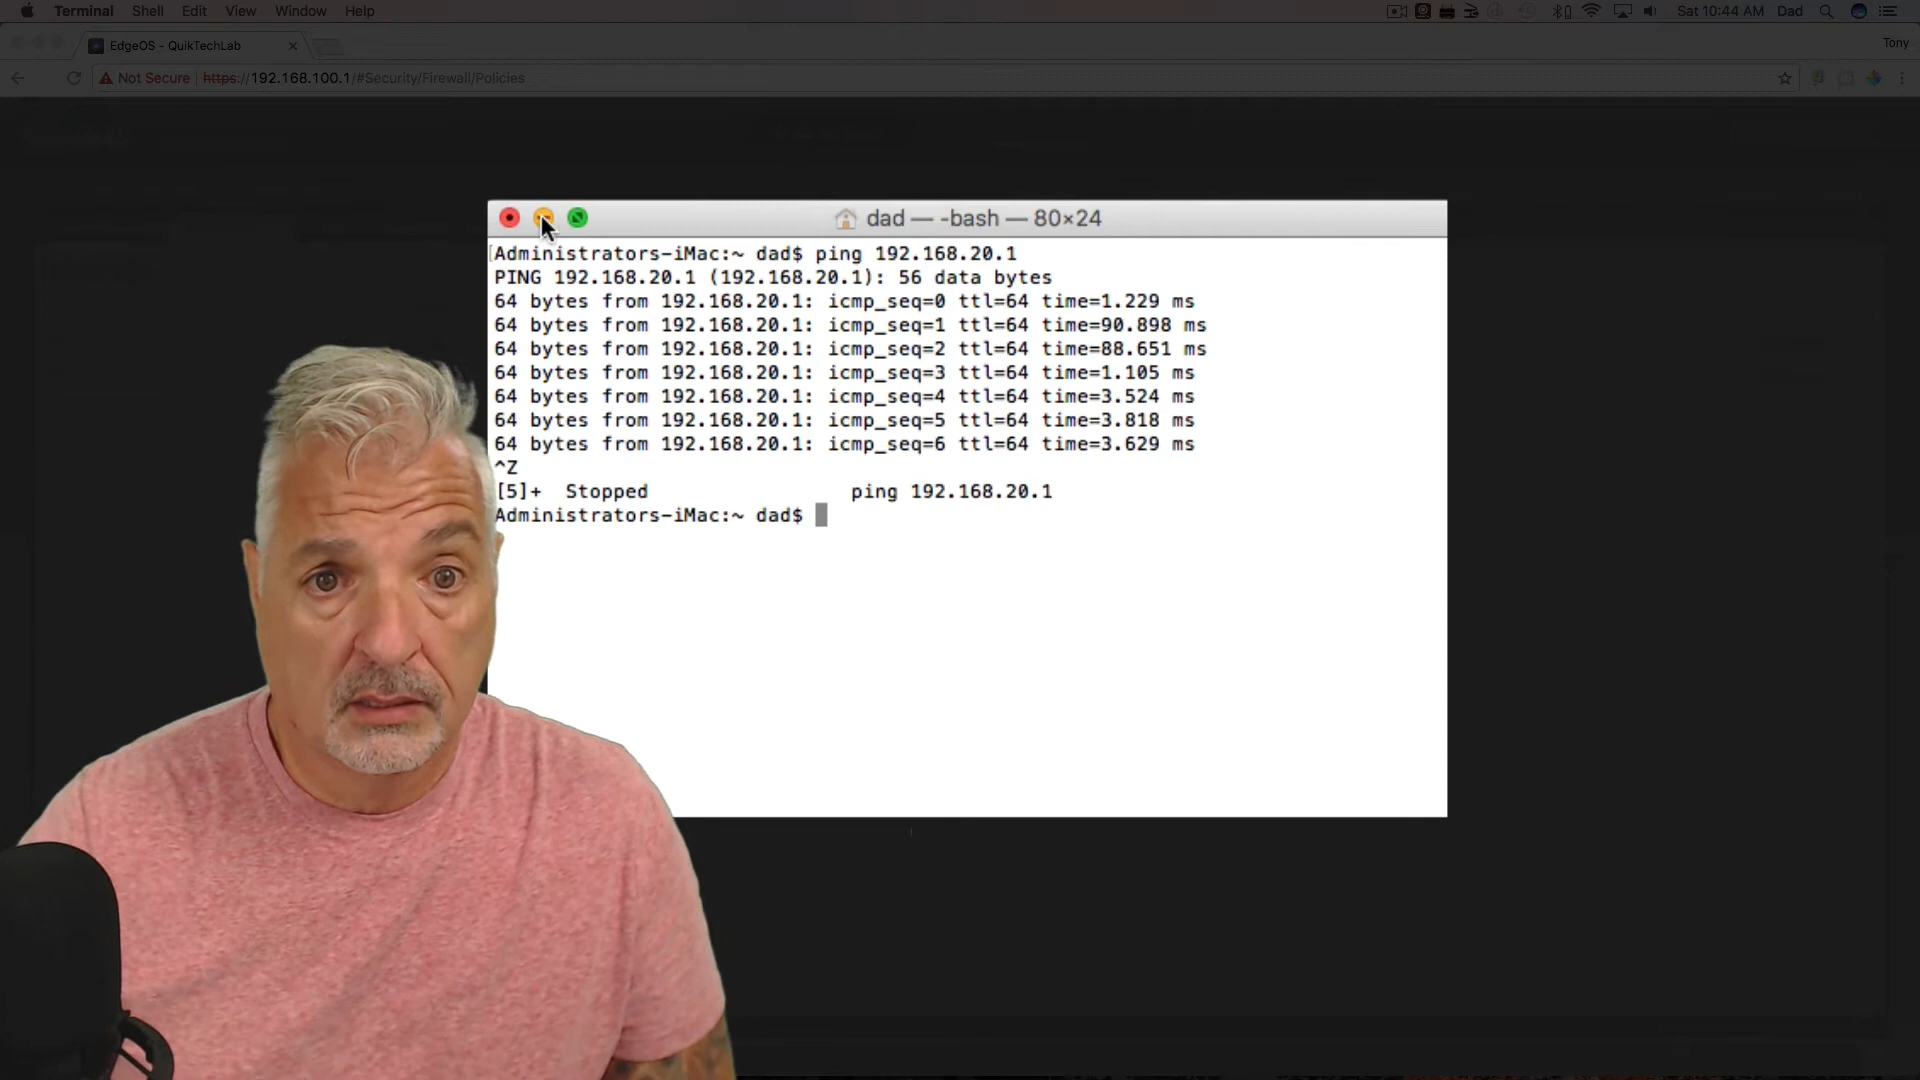 Terminal Shell Edit View Window Help Sat 10:44 AM Dad
EdgeOS - QuikTechLab Tony
Not Secure https://192.168.100.1/#Security/Firewall/Policies
dad — -bash — 80×24
Administrators-iMac:~ dad$ ping 192.168.20.1
PING 192.168.20.1 (192.168.20.1): 56 data bytes
64 bytes from 192.168.20.1: icmp_seq=0 ttl=64 time=1.229 ms
64 bytes from 192.168.20.1: icmp_seq=1 ttl=64 time=90.898 ms
64 bytes from 192.168.20.1: icmp_seq=2 ttl=64 time=88.651 ms
64 bytes from 192.168.20.1: icmp_seq=3 ttl=64 time=1.105 ms
64 bytes from 192.168.20.1: icmp_seq=4 ttl=64 time=3.524 ms
64 bytes from 192.168.20.1: icmp_seq=5 ttl=64 time=3.818 ms
64 bytes from 192.168.20.1: icmp_seq=6 ttl=64 time=3.629 ms
^Z
[5]+ Stopped ping 192.168.20.1
Administrators-iMac:~ dad$